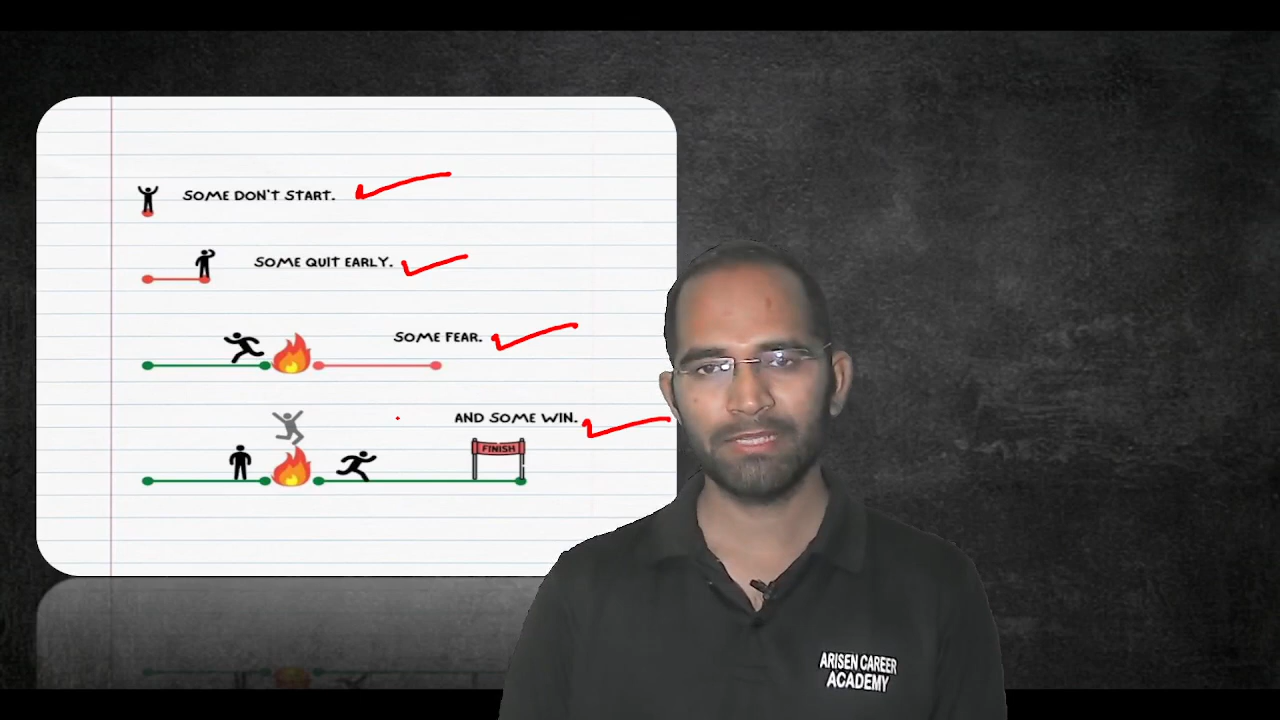 SOME DON'T START.
SOME QUIT EARLY.
SOME FEAR.
AND SOME WIN.
FINISH
ARISEN CAREER
ACADEMY